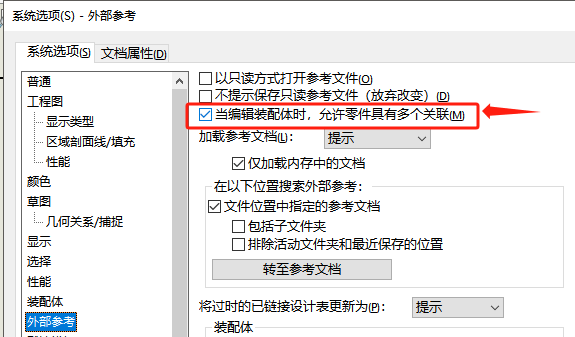 系统选项(S) - 外部参考
系统选项(S)
文档属性(D)
普通
工程图
显示类型
区域剖面线/填充
性能
颜色
草图
几何关系/捕捉
显示
选择
性能
装配体
外部参考
以只读方式打开参考文件(O)
不提示保存只读参考文件（放弃改变）(D)
当编辑装配体时，允许零件具有多个关联(M)
加载参考文档(L): 提示
仅加载内存中的文档
在以下位置搜索外部参考:
文件位置中指定的参考文档
包括子文件夹
排除活动文件夹和最近保存的位置
转至参考文档
将过时的已链接设计表更新为(P): 提示
装配体